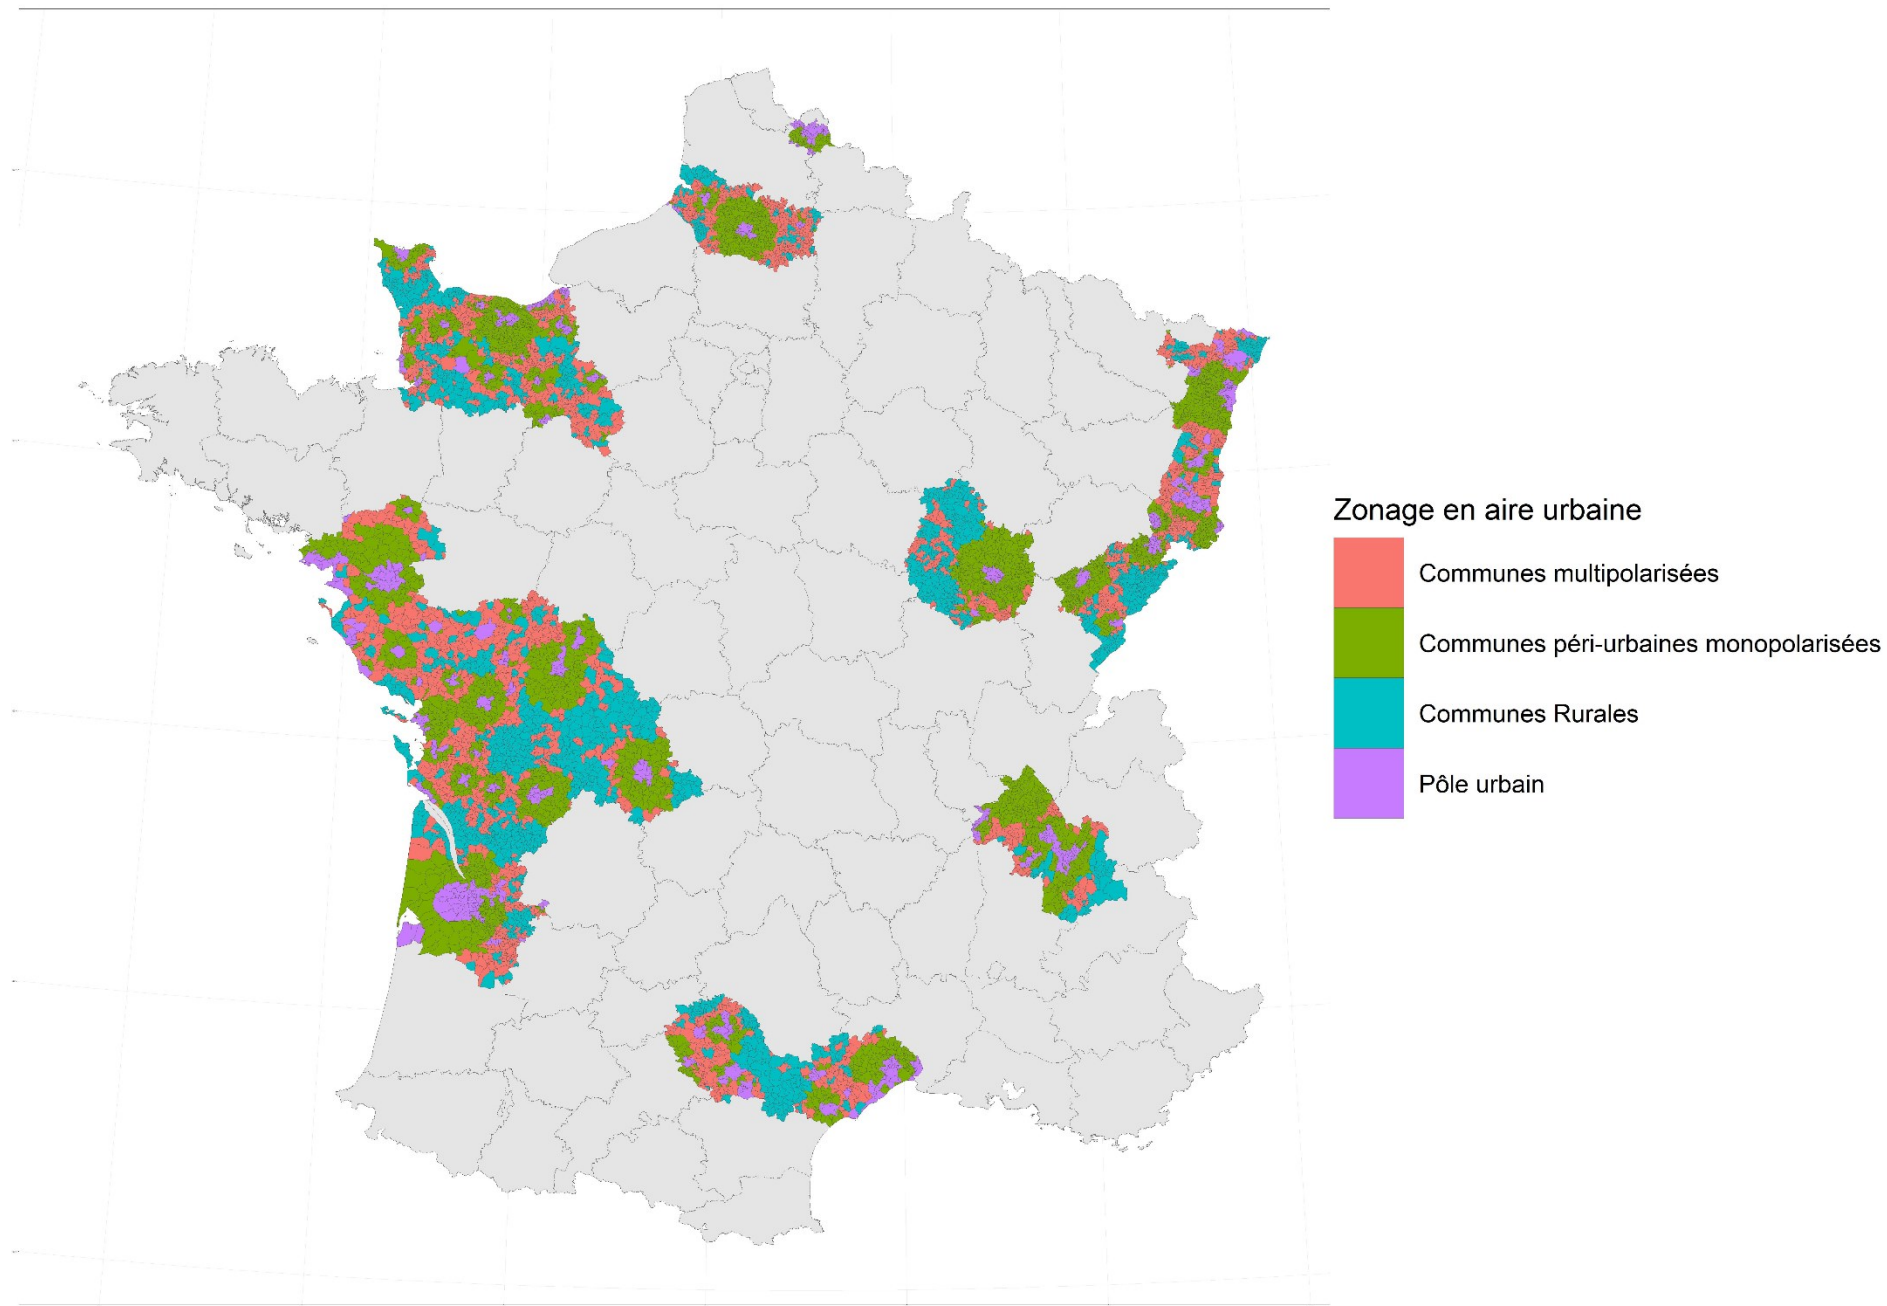 Zonage en aire urbaine
Communes multipolarisées
Communes péri-urbaines monopolarisées
Communes Rurales
Pôle urbain